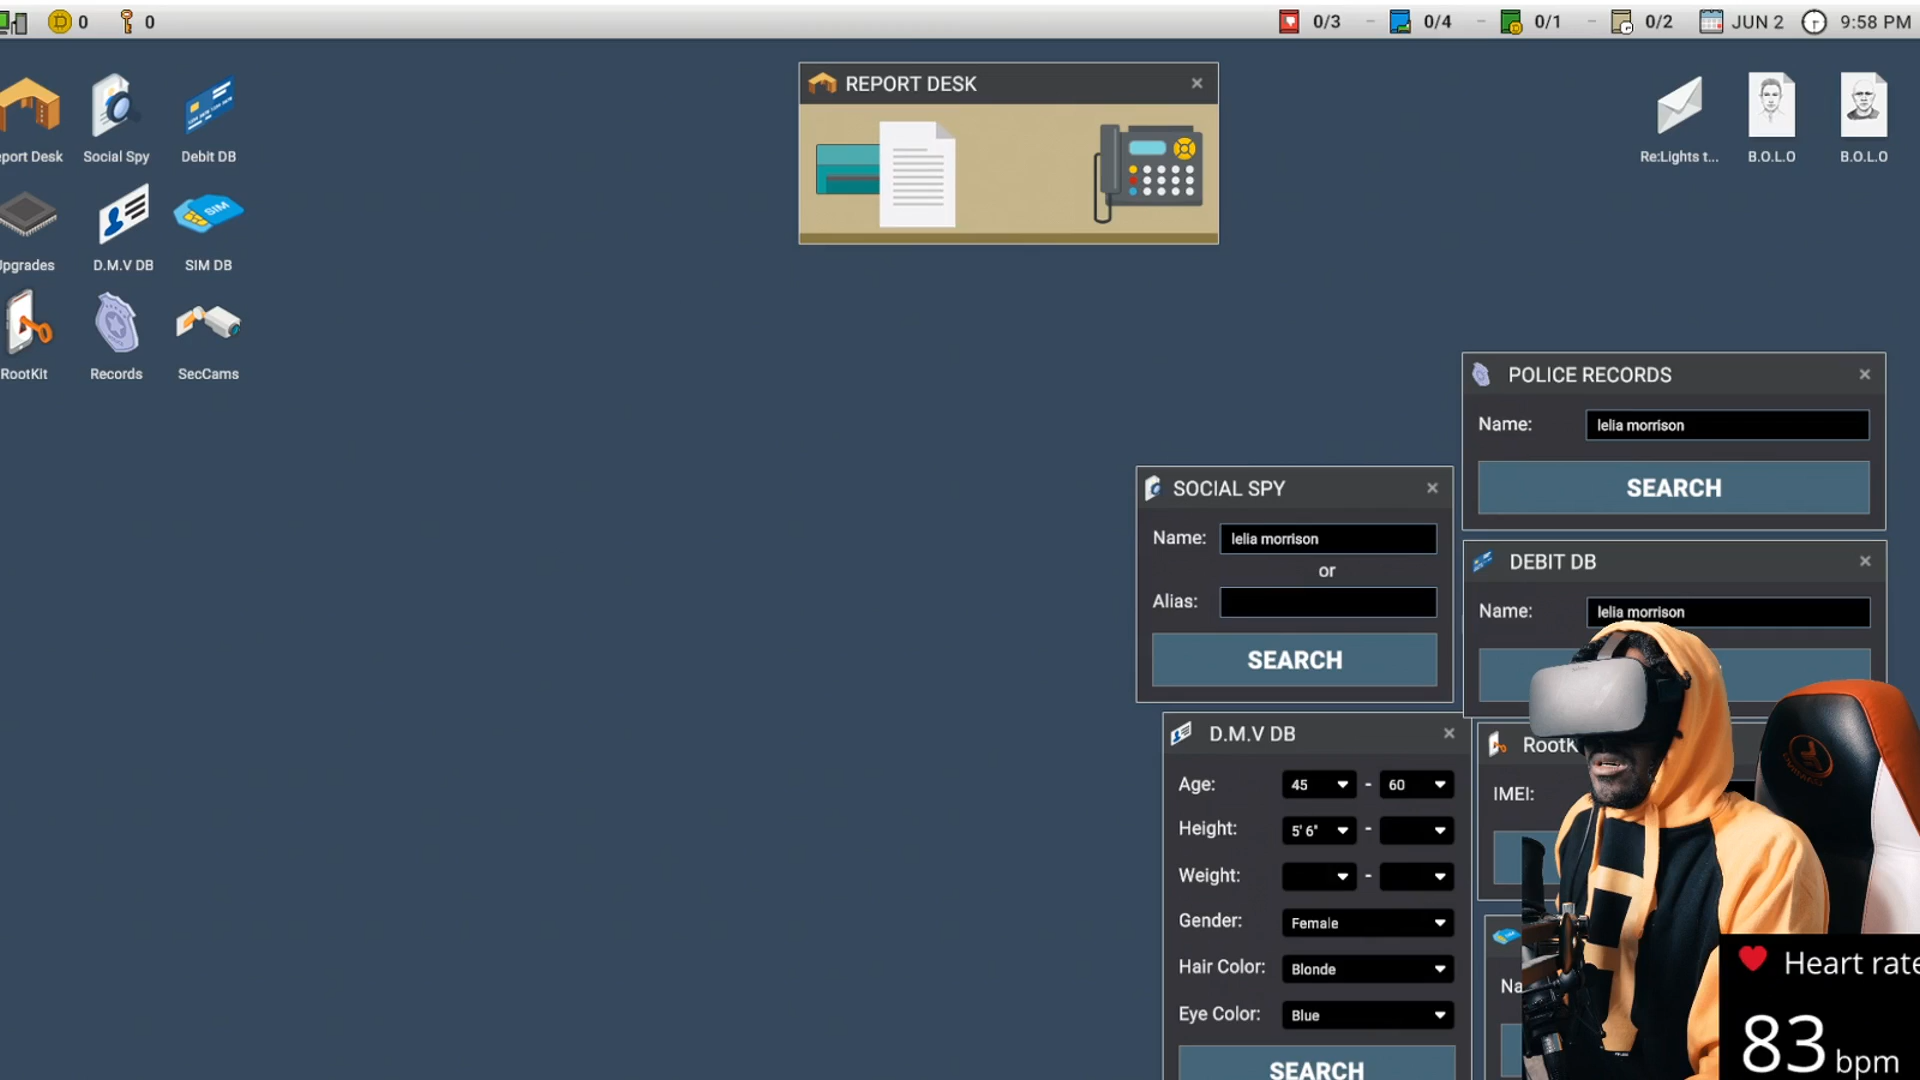 0
0
0/3
0/4
0/1
0/2
JUN 2
9:58 PM
port Desk
Social Spy
Debit DB
pgrades
D.M.V DB
SIM DB
SIM
RootKit
Records
SecCams
REPORT DESK
Re:Lights t...
B.O.L.O
B.O.L.O
POLICE RECORDS
Name: lelia morrison
SEARCH
SOCIAL SPY
Name: lelia morrison
or
Alias:
SEARCH
DEBIT DB
Name: lelia morrison
D.M.V DB
Age: 45 - 60
Height: 5' 6" -
Weight: -
Gender: Female
Hair Color: Blonde
Eye Color: Blue
SEARCH
RootK
IMEI:
Na
Heart rate
83 bpm